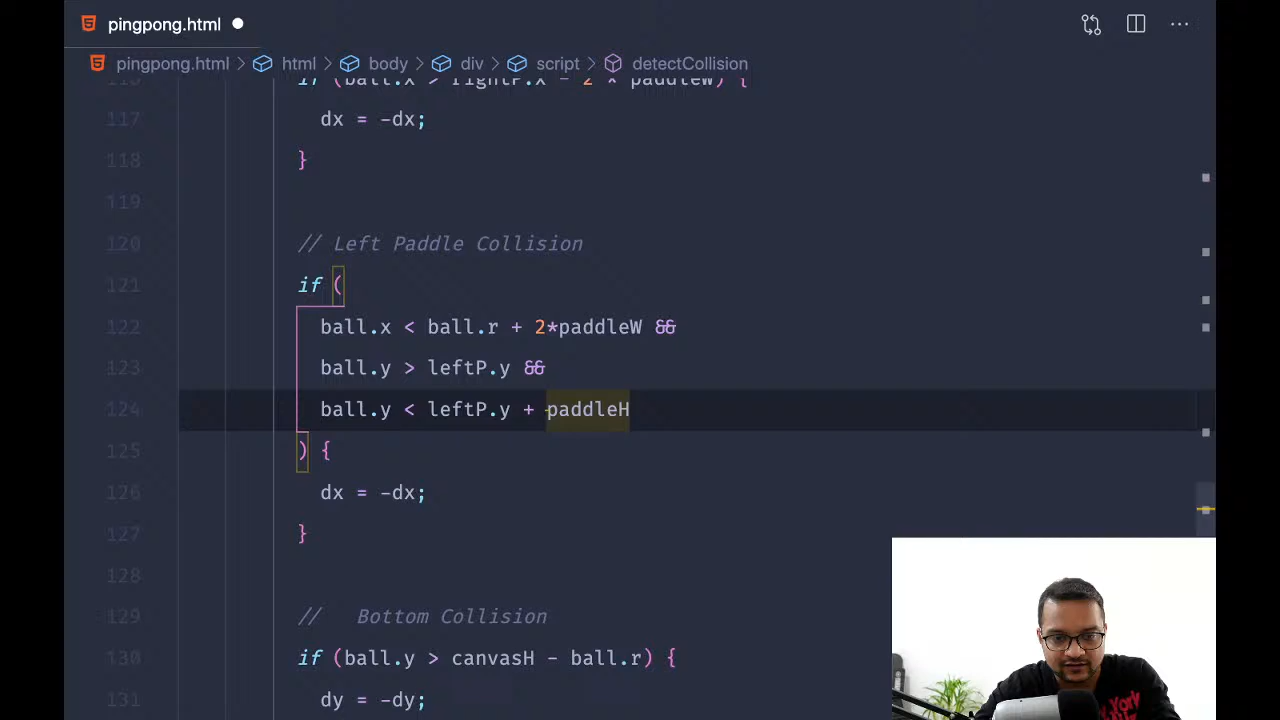 pingpong.html
pingpong.html > html > body > div > script > detectCollision
116 if (ball.x > rightP.x - 2 * paddleW) {
117 dx = -dx;
118 }
119
120 // Left Paddle Collision
121 if (
122 ball.x < ball.r + 2*paddleW &&
123 ball.y > leftP.y &&
124 ball.y < leftP.y + paddleH
125 ) {
126 dx = -dx;
127 }
128
129 // Bottom Collision
130 if (ball.y > canvasH - ball.r) {
131 dy = -dy;